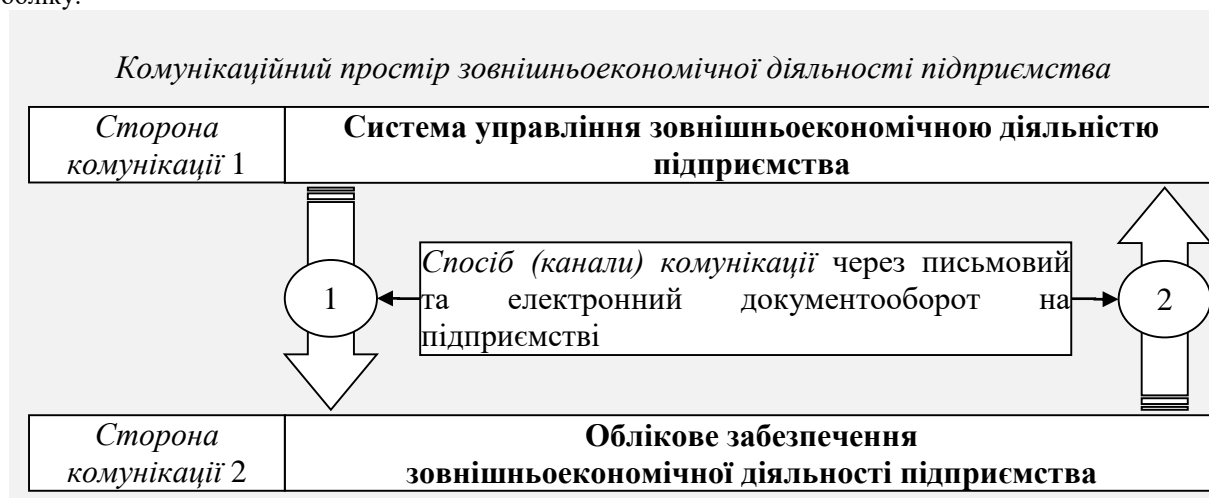 обліку.
Комунікаційний простір зовнішньоекономічної діяльності підприємства
Сторона
комунікації 1
Система управління зовнішньоекономічною діяльністю
підприємства
Спосіб (канали) комунікації через письмовий
та електронний документооборот на
підприємстві
1
2
Сторона
комунікації 2
Облікове забезпечення
зовнішньоекономічної діяльності підприємства